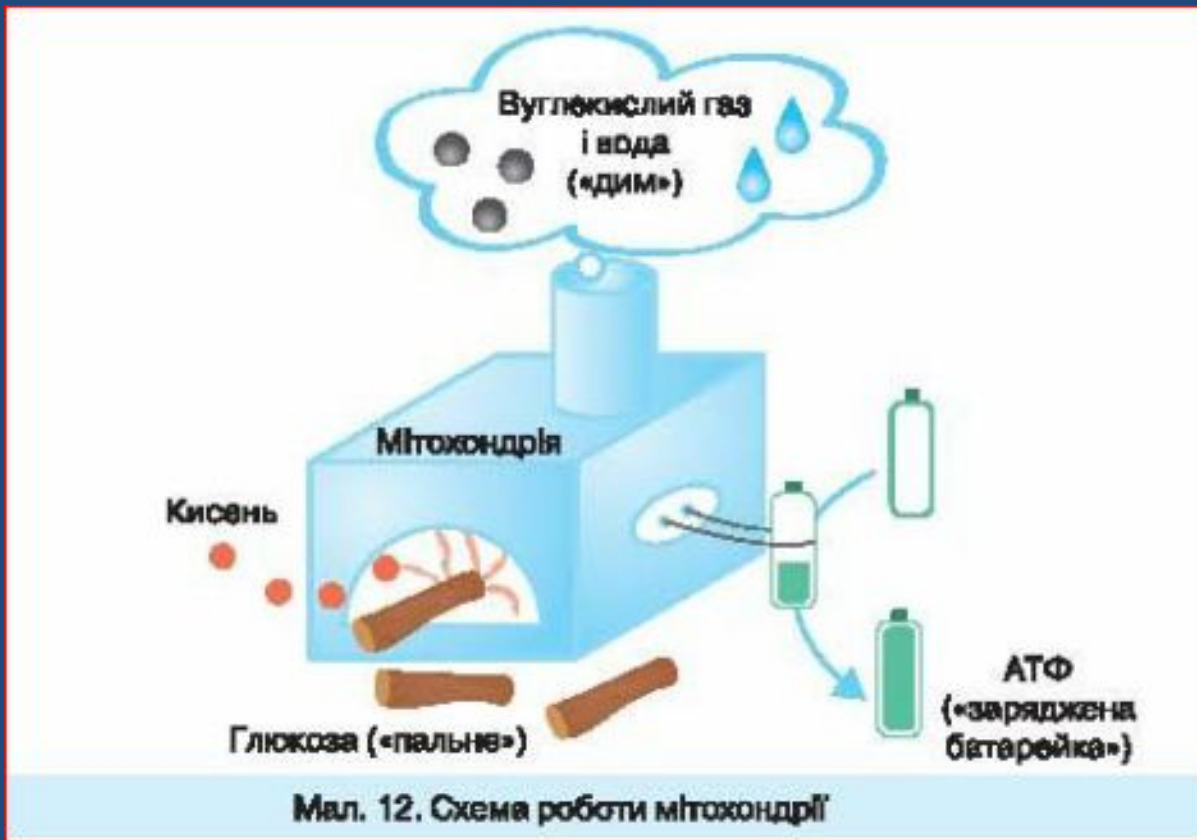 Вуглекислий газ
і вода
(«дим»)
Мітохондрія
Кисень
Глюкоза («пальне»)
АТФ
(«заряджена
батарейка»)
Мал. 12. Схема роботи мітохондрії